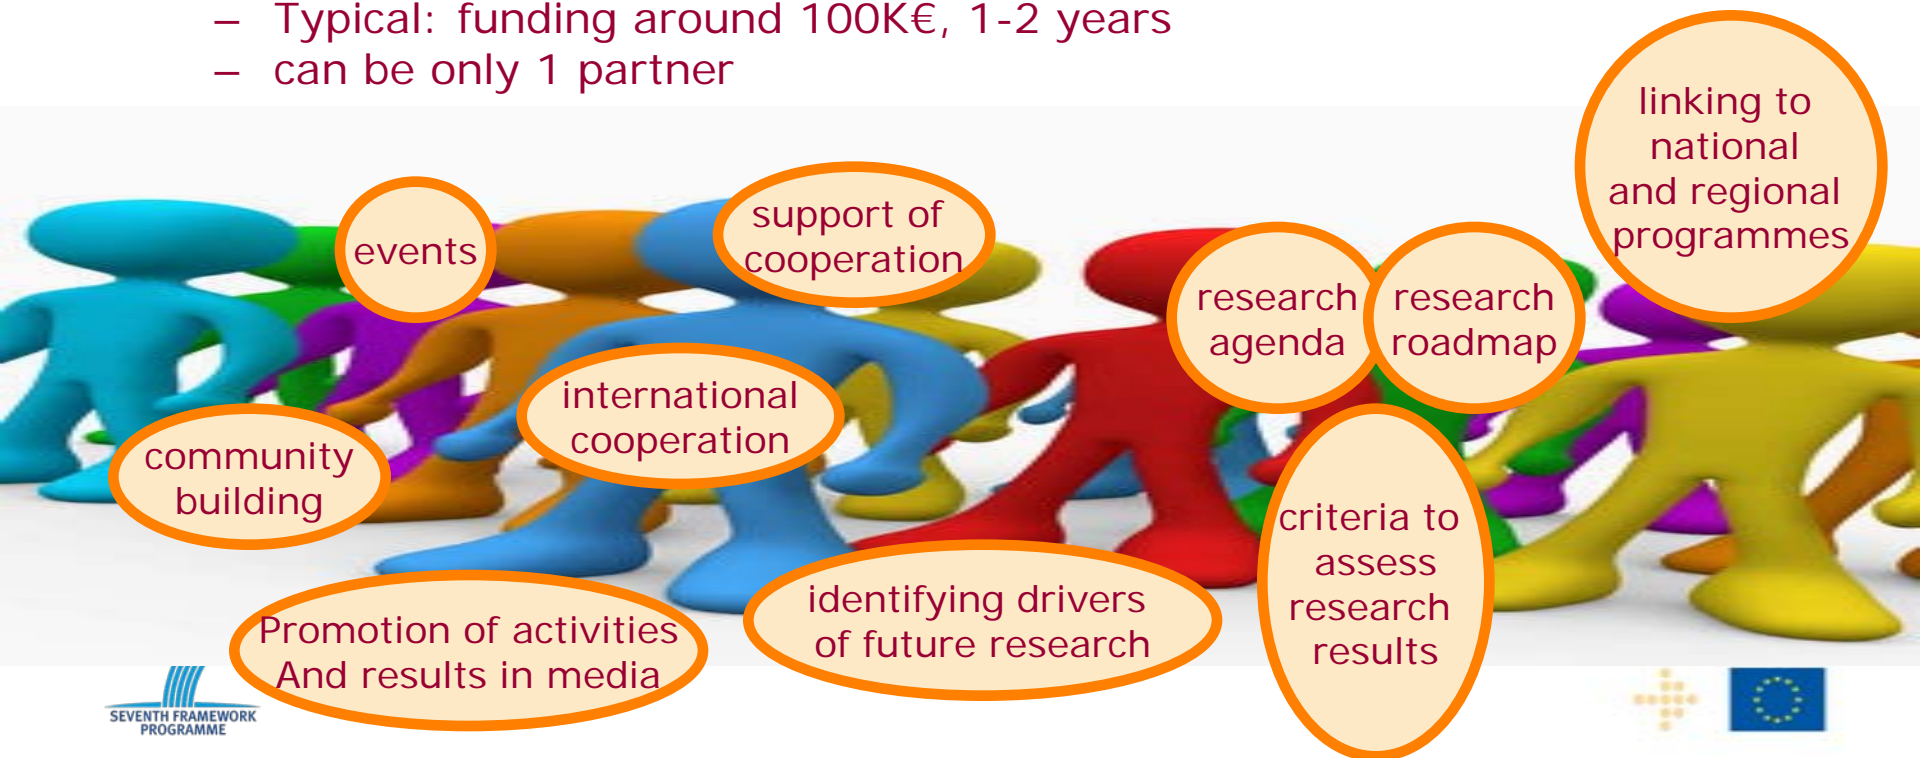 – Typical: funding around 100K€, 1-2 years
– can be only 1 partner
linking to
national
and regional
programmes
events
support of
cooperation
research
agenda
research
roadmap
international
cooperation
community
building
criteria to
assess
research
results
identifying drivers
of future research
Promotion of activities
And results in media
SEVENTH FRAMEWORK
PROGRAMME